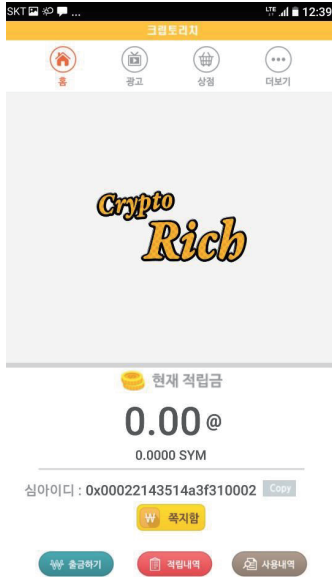 SKT ... LTE 12:39
크립토리치
홈 광고 상점 더보기
Crypto
Rich
현재 적립금
0.00 @
0.0000 SYM
심아이디 : 0x00022143514a3f310002 Copy
쪽지함
출금하기 적립내역 사용내역